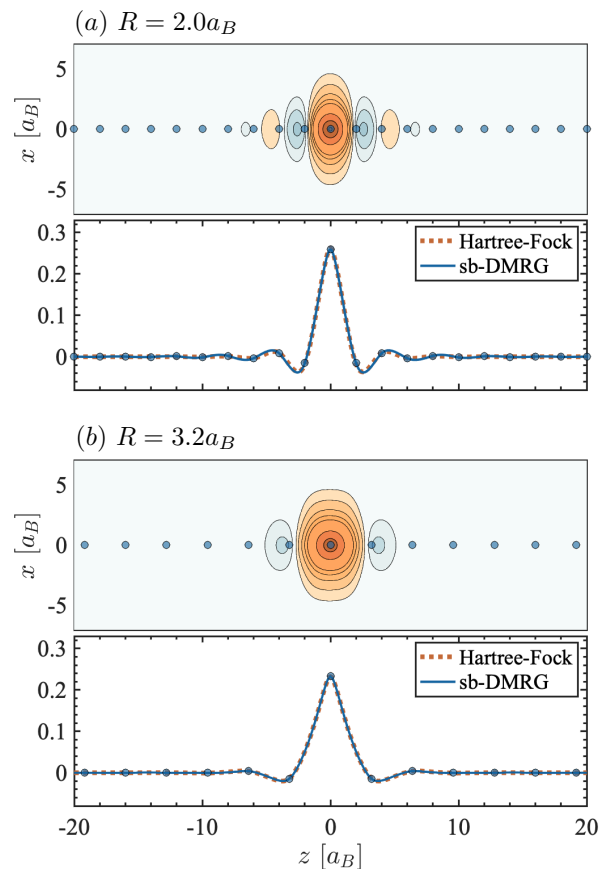 (a) R = 2.0a_B
x [a_B]
5
0
-5
0.3
0.2
0.1
0
Hartree-Fock
sb-DMRG
(b) R = 3.2a_B
x [a_B]
5
0
-5
0.3
0.2
0.1
0
Hartree-Fock
sb-DMRG
-20 -10 0 10 20
z [a_B]